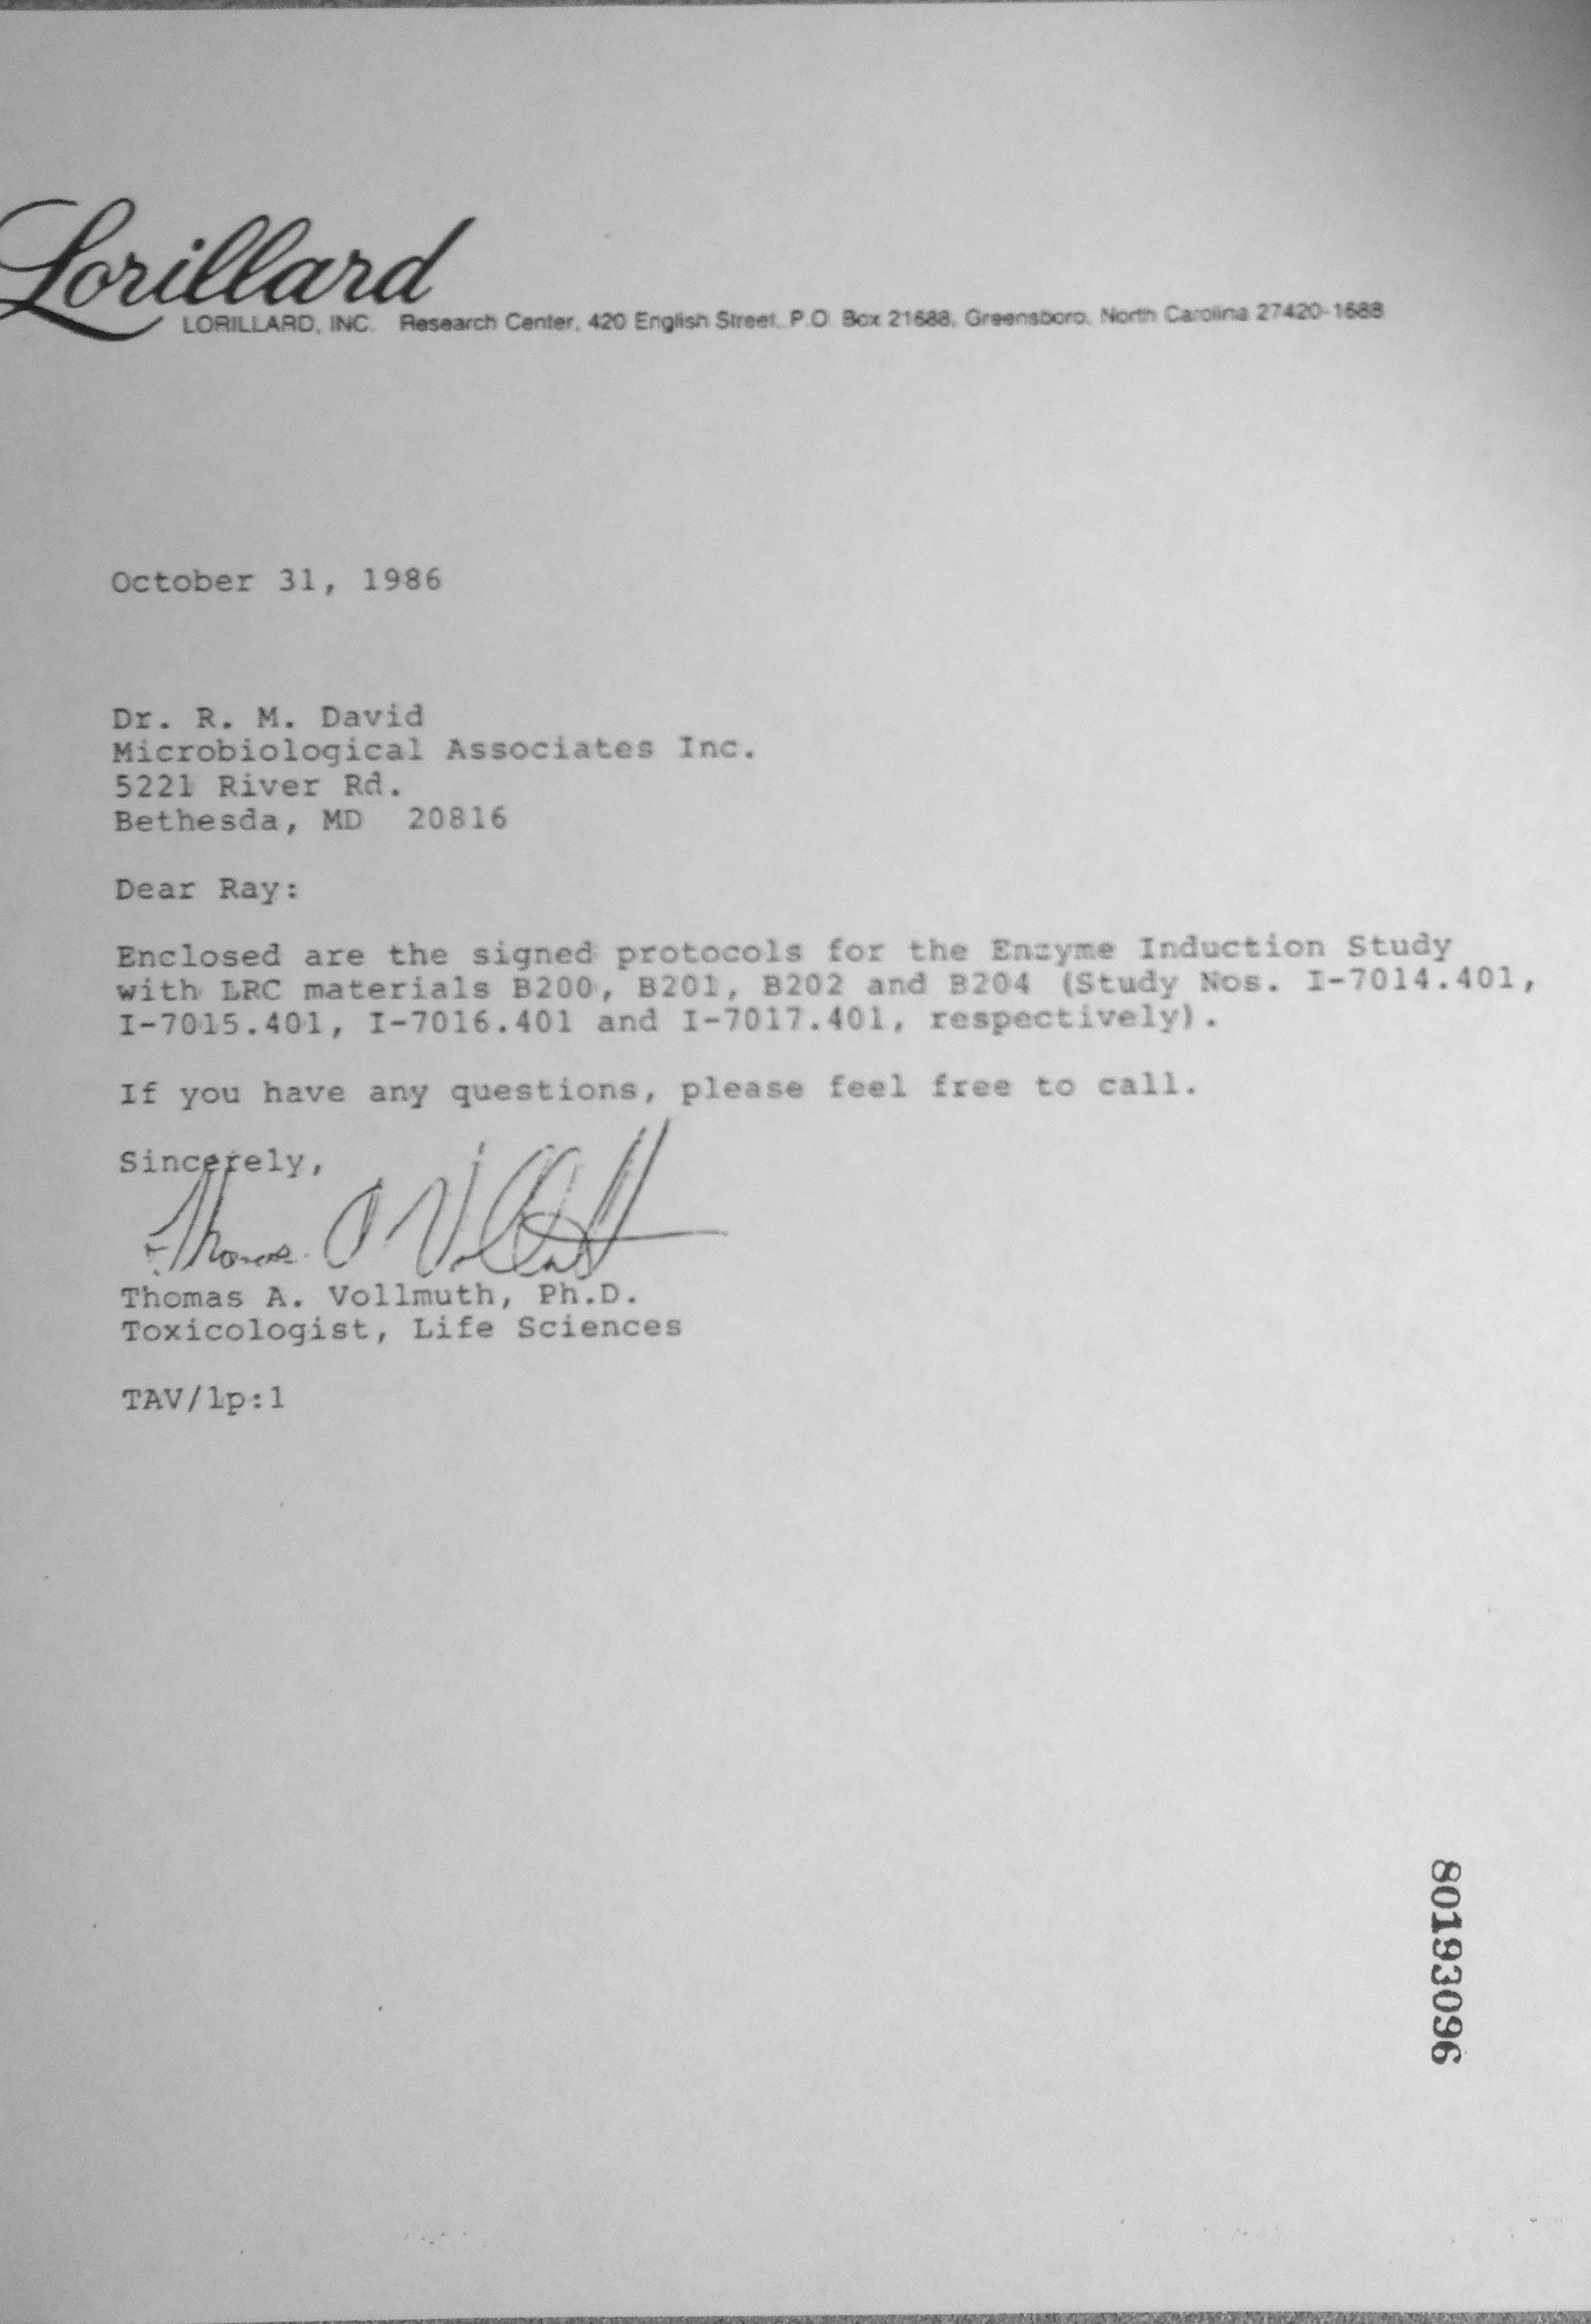 Lorillard
LORILLARD, INC. Research Center, 420 English Street, P.O. Box 21688, Greensboro, North Carolina 27420-1688
October 31, 1986
Dr. R. M. David
Microbiological Associates Inc.
5221 River Rd.
Bethesda, MD 20816
Dear Ray:
Enclosed are the signed protocols for the Enzyme Induction Study
with LRC materials B200, B201, B202 and B204 (Study Nos. I-7014.401,
I-7015.401, I-7016.401 and I-7017.401, respectively).
If you have any questions, please feel free to call.
Sincerely,
Thomas A Vollmuth
Thomas A. Vollmuth, Ph.D.
Toxicologist, Life Sciences
TAV/lp:1
80193096